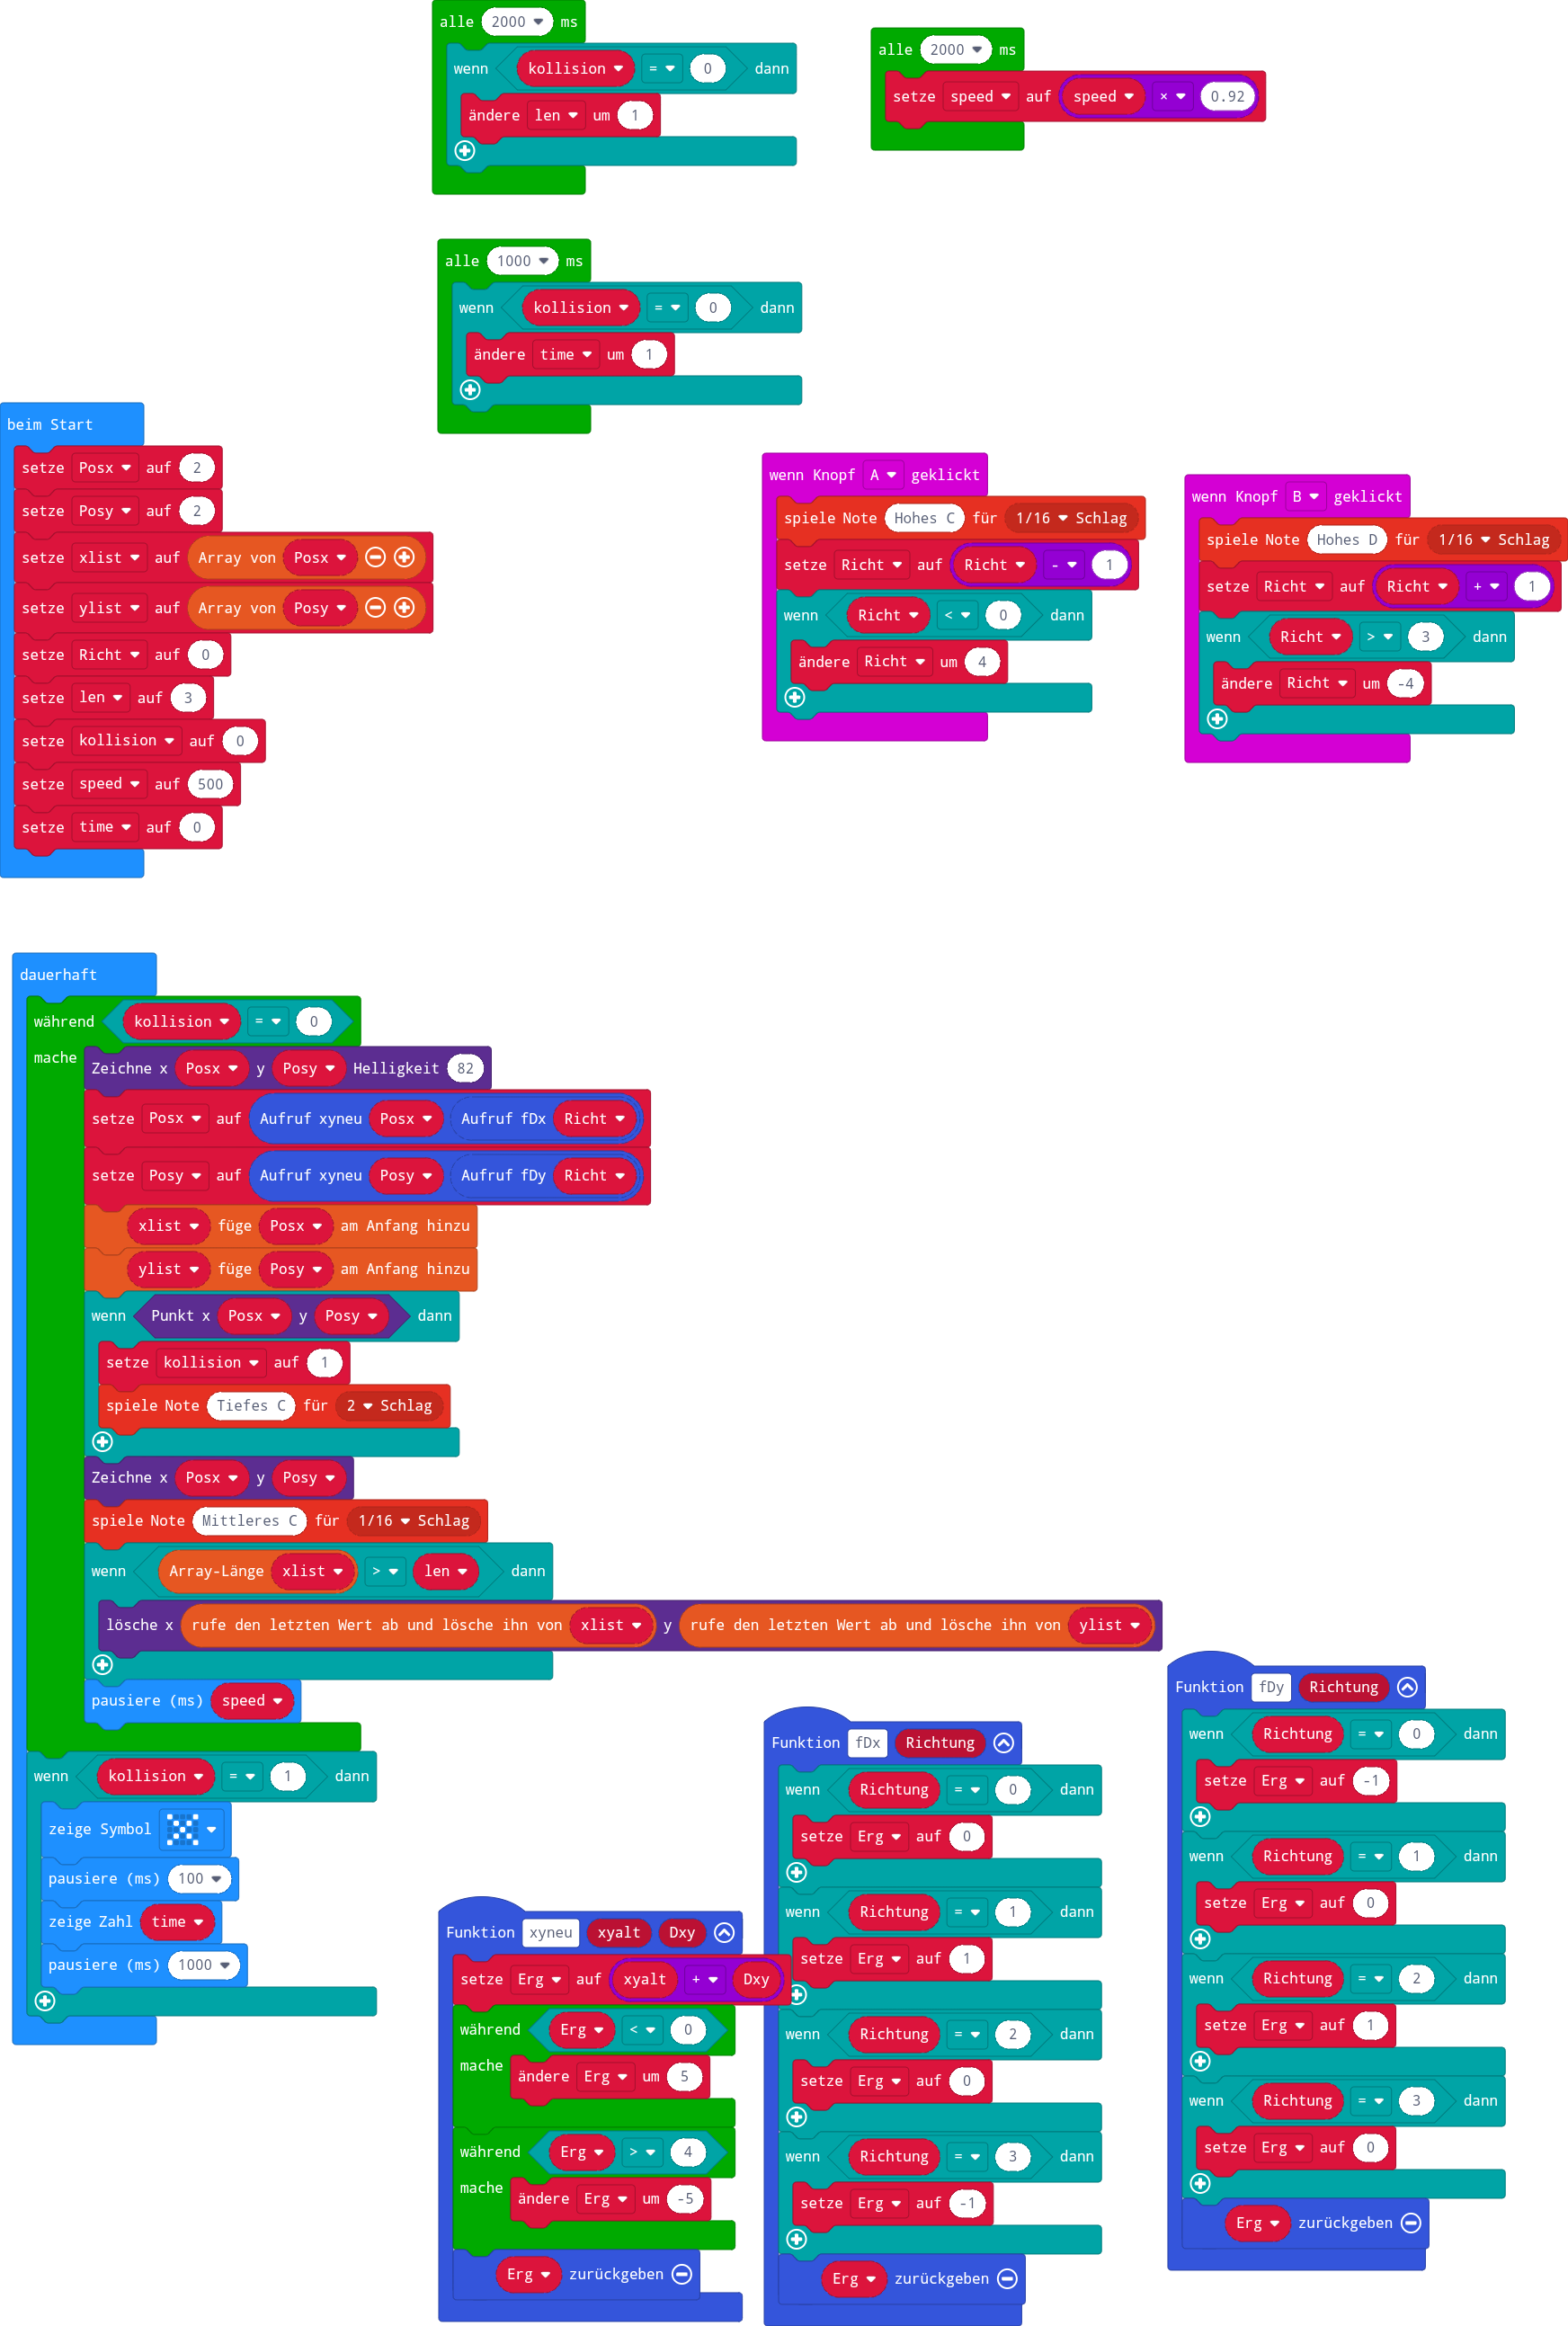 alle 2000 ms
wenn kollision = 0 dann
ändere len um 1
alle 2000 ms
setze speed auf speed × 0.92
alle 1000 ms
wenn kollision = 0 dann
ändere time um 1
beim Start
setze Posx auf 2
setze Posy auf 2
setze xlist auf Array von Posx
setze ylist auf Array von Posy
setze Richt auf 0
setze len auf 3
setze kollision auf 0
setze speed auf 500
setze time auf 0
wenn Knopf A geklickt
spiele Note Hohes C für 1/16 Schlag
setze Richt auf Richt - 1
wenn Richt < 0 dann
ändere Richt um 4
wenn Knopf B geklickt
spiele Note Hohes D für 1/16 Schlag
setze Richt auf Richt + 1
wenn Richt > 3 dann
ändere Richt um -4
dauerhaft
während kollision = 0
mache
Zeichne x Posx y Posy Helligkeit 82
setze Posx auf Aufruf xyneu Posx Aufruf fDx Richt
setze Posy auf Aufruf xyneu Posy Aufruf fDy Richt
xlist füge Posx am Anfang hinzu
ylist füge Posy am Anfang hinzu
wenn Punkt x Posx y Posy dann
setze kollision auf 1
spiele Note Tiefes C für 2 Schlag
Zeichne x Posx y Posy
spiele Note Mittleres C für 1/16 Schlag
wenn Array-Länge xlist > len dann
lösche x rufe den letzten Wert ab und lösche ihn von xlist y rufe den letzten Wert ab und lösche ihn von ylist
pausiere (ms) speed
wenn kollision = 1 dann
zeige Symbol
pausiere (ms) 100
zeige Zahl time
pausiere (ms) 1000
Funktion xyneu xyalt Dxy
setze Erg auf xyalt + Dxy
während Erg < 0
mache ändere Erg um 5
während Erg > 4
mache ändere Erg um -5
Erg zurückgeben
Funktion fDx Richtung
wenn Richtung = 0 dann
setze Erg auf 0
wenn Richtung = 1 dann
setze Erg auf 1
wenn Richtung = 2 dann
setze Erg auf 0
wenn Richtung = 3 dann
setze Erg auf -1
Erg zurückgeben
Funktion fDy Richtung
wenn Richtung = 0 dann
setze Erg auf -1
wenn Richtung = 1 dann
setze Erg auf 0
wenn Richtung = 2 dann
setze Erg auf 1
wenn Richtung = 3 dann
setze Erg auf 0
Erg zurückgeben